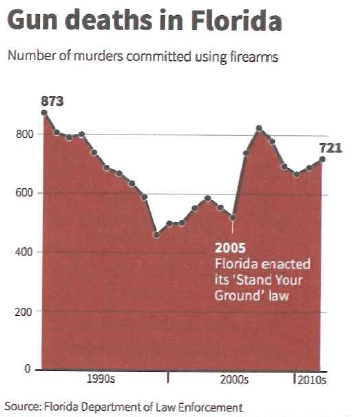 Gun deaths in Florida
Number of murders committed using firearms
873
800
721
600
2005
Florida enacted
its 'Stand Your
Ground' law
400
200
0
1990s
2000s
2010s
Source: Florida Department of Law Enforcement